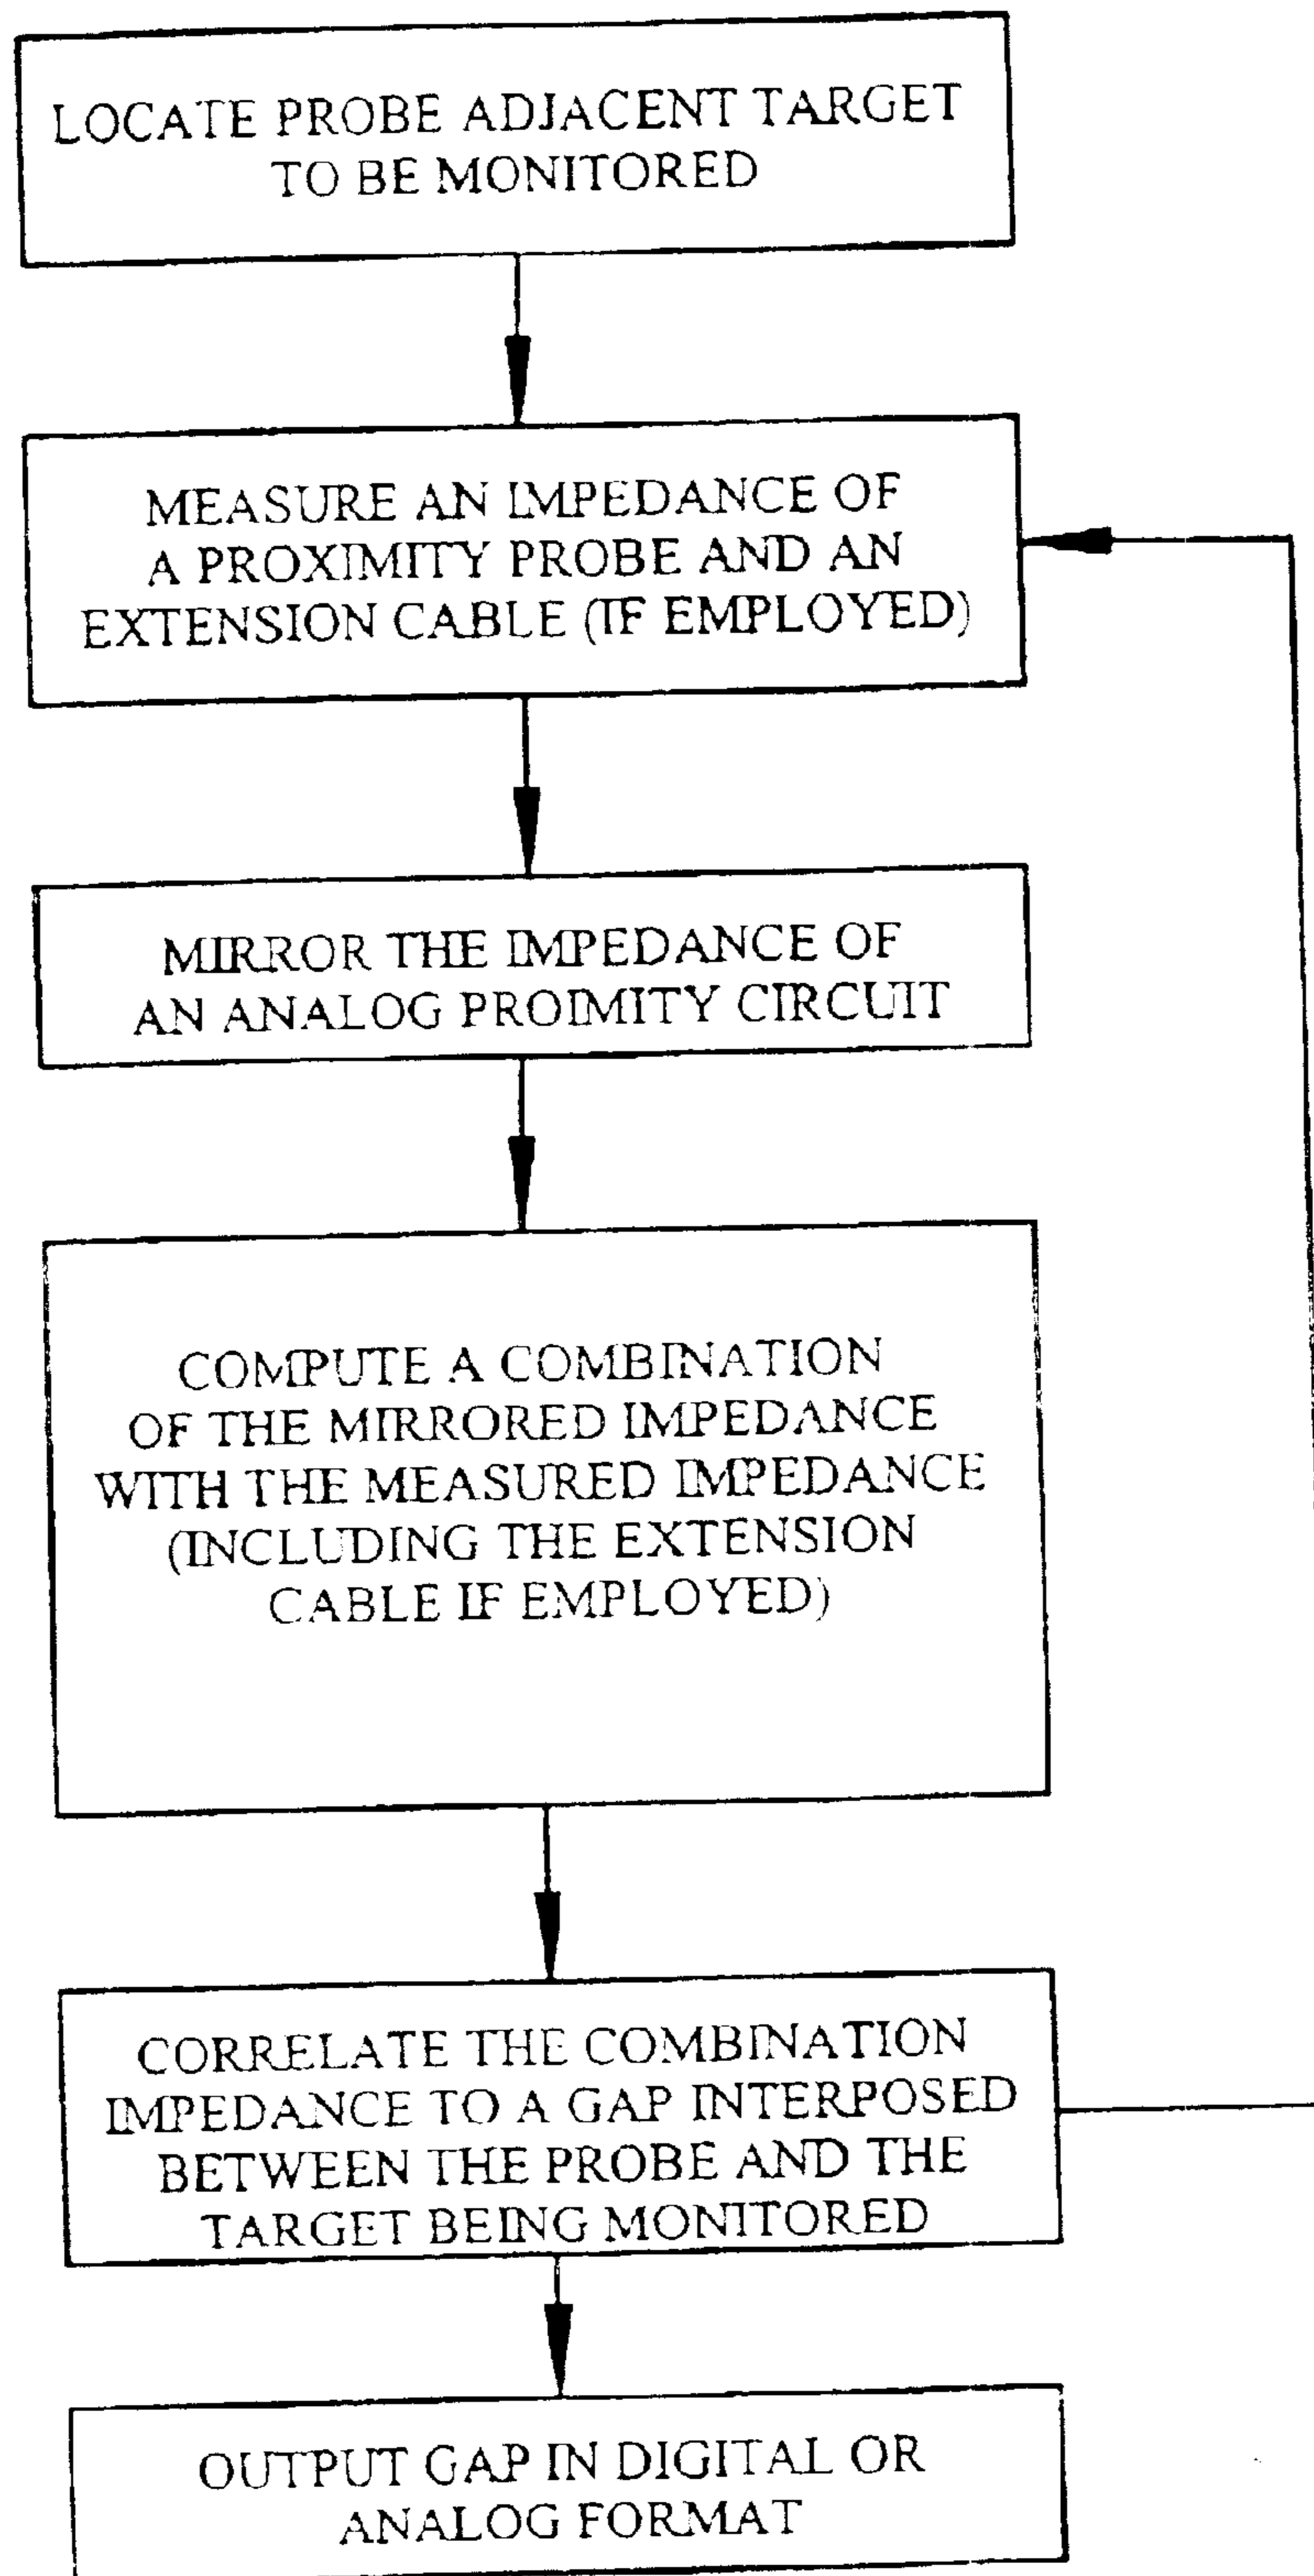 LOCATE PROBE ADJACENT TARGET
TO BE MONITORED
MEASURE AN IMPEDANCE OF
A PROXIMITY PROBE AND AN
EXTENSION CABLE (IF EMPLOYED)
MIRROR THE IMPEDANCE OF
AN ANALOG PROIMITY CIRCUIT
COMPUTE A COMBINATION
OF THE MIRRORED IMPEDANCE
WITH THE MEASURED IMPEDANCE
(INCLUDING THE EXTENSION
CABLE IF EMPLOYED)
CORRELATE THE COMBINATION
IMPEDANCE TO A GAP INTERPOSED
BETWEEN THE PROBE AND THE
TARGET BEING MONITORED
OUTPUT GAP IN DIGITAL OR
ANALOG FORMAT